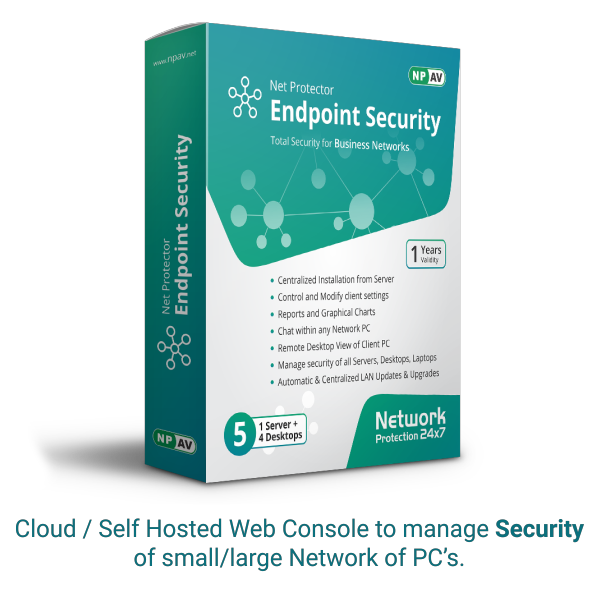 www.npav.net
Net Protector
Endpoint Security
NP AV
NP AV
Net Protector
Endpoint Security
Total Security for Business Networks
1 Years
Validity
• Centralized Installation from Server
• Control and Modify client settings
• Reports and Graphical Charts
• Chat within any Network PC
• Remote Desktop View of Client PC
• Manage security of all Servers, Desktops, Laptops
• Automatic & Centralized LAN Updates & Upgrades
5
1 Server +
4 Desktops
Network
Protection 24x7
Cloud / Self Hosted Web Console to manage Security
of small/large Network of PC’s.